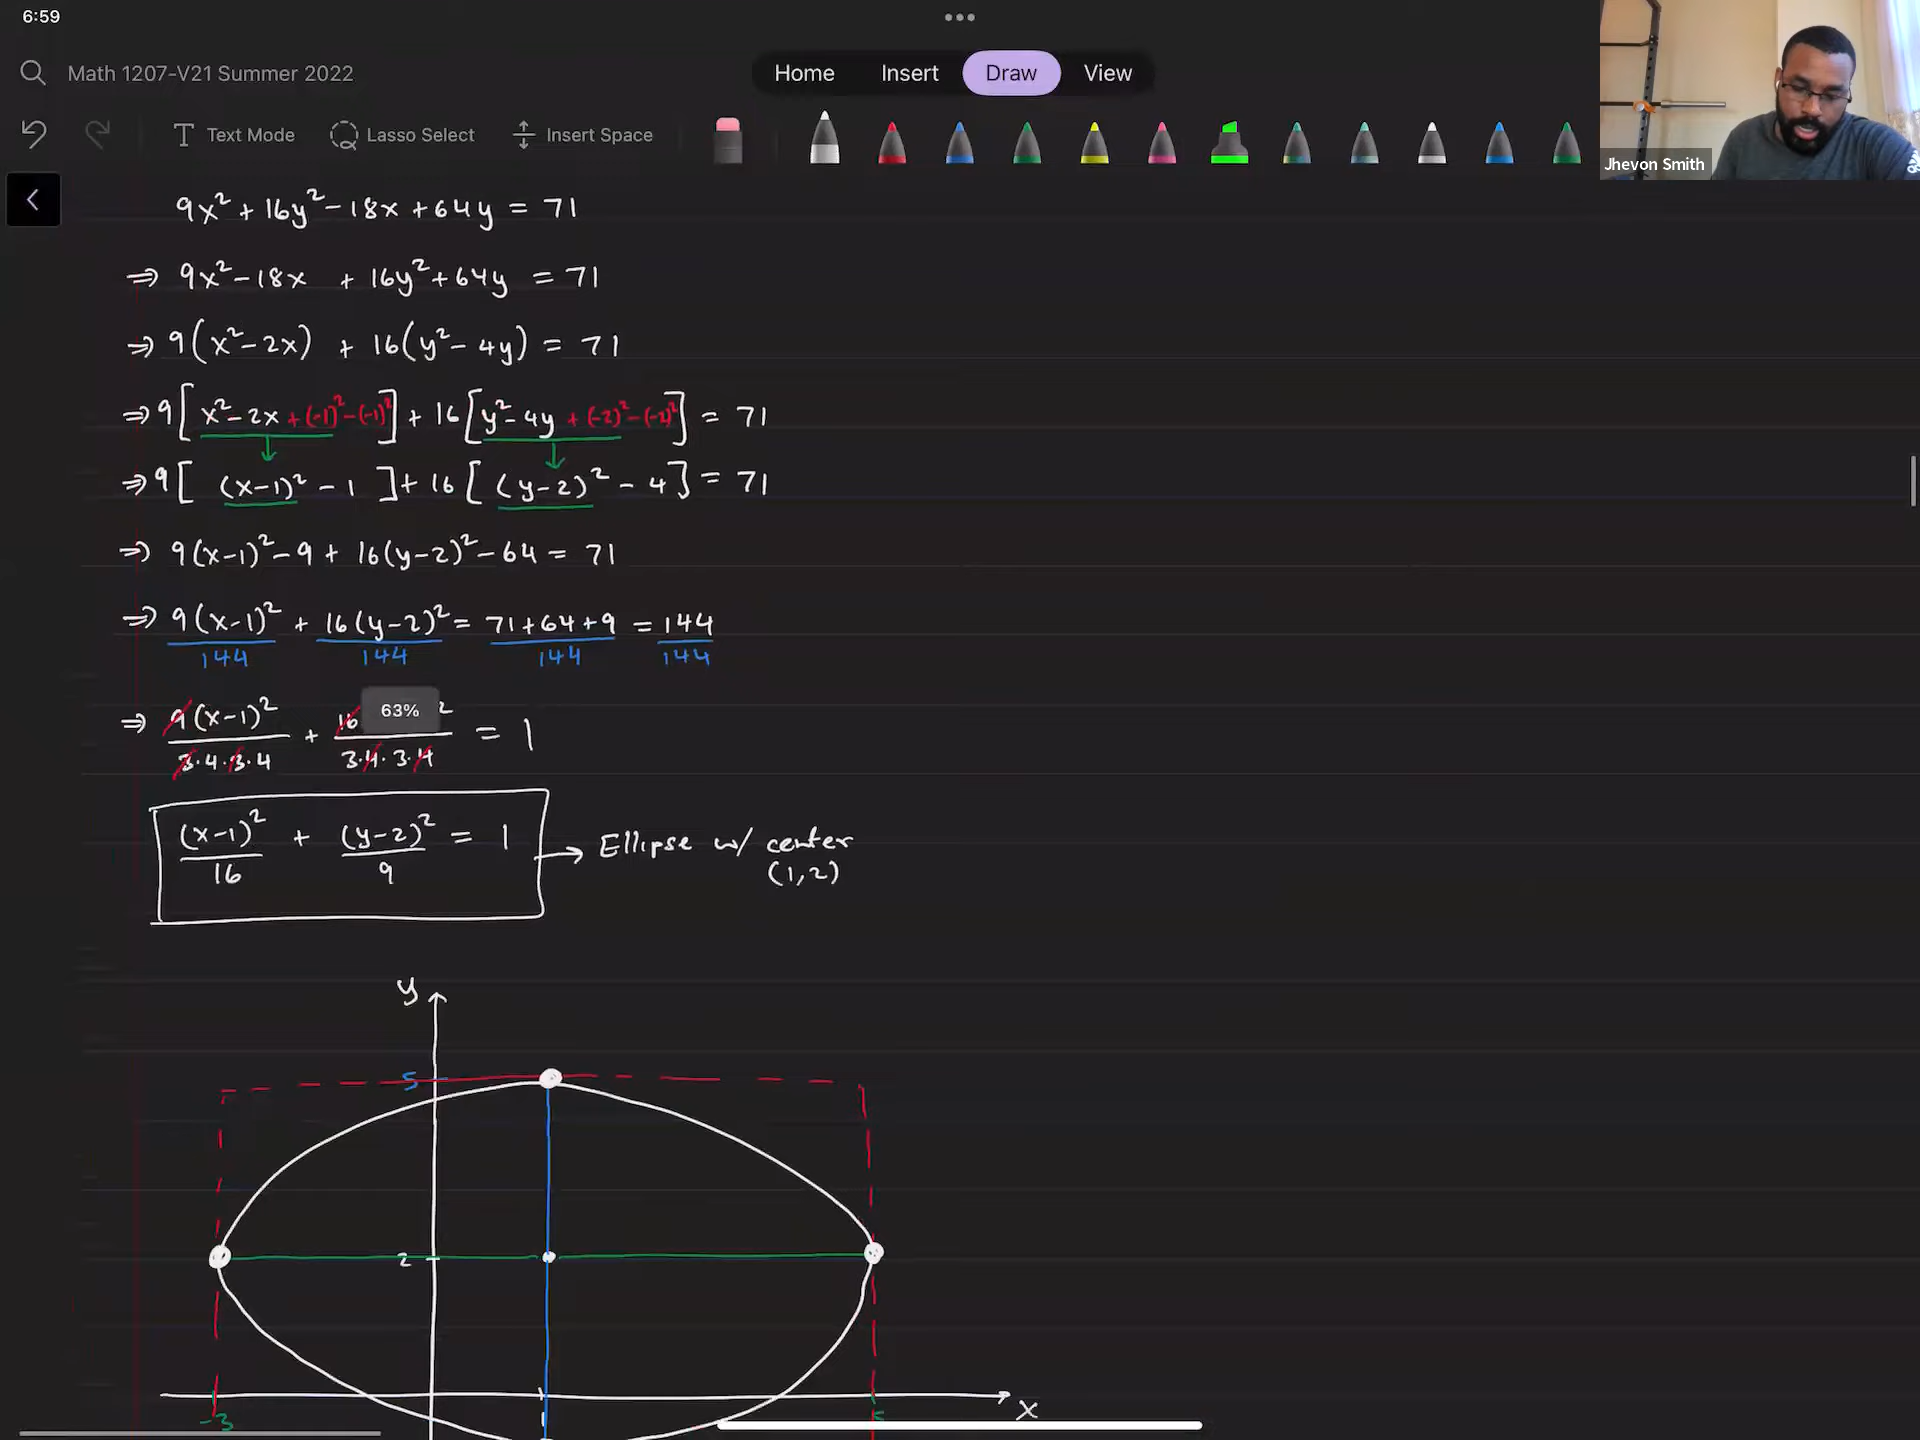 6:59
Math 1207-V21 Summer 2022
Home Insert Draw View
Text Mode Lasso Select Insert Space
Jhevon Smith
9x² + 16y² - 18x + 64y = 71
⇒ 9x² - 18x + 16y² + 64y = 71
⇒ 9(x² - 2x) + 16(y² - 4y) = 71
⇒ 9[x² - 2x + (-1)² - (-1)²] + 16[y² - 4y + (-2)² - (-2)²] = 71
⇒ 9[(x-1)² - 1] + 16[(y-2)² - 4] = 71
⇒ 9(x-1)² - 9 + 16(y-2)² - 64 = 71
⇒ 9(x-1)² + 16(y-2)² = 71 + 64 + 9 = 144
144 144 144 144
⇒ 9(x-1)² + 16 63% 2 = 1
3·4·3·4 3·4·3·4
(x-1)² + (y-2)² = 1 → Ellipse w/ center
16 9 (1,2)
y
5
2
x
-3 1